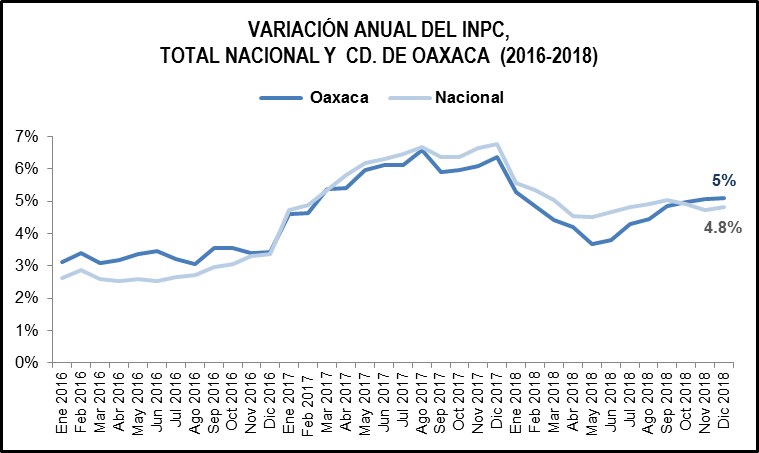 VARIACIÓN ANUAL DEL INPC,
TOTAL NACIONAL Y CD. DE OAXACA (2016-2018)
Oaxaca Nacional
7%
6%
5%
4%
3%
2%
1%
0%
5%
4.8%
Ene 2016
Feb 2016
Mar 2016
Abr 2016
May 2016
Jun 2016
Jul 2016
Ago 2016
Sep 2016
Oct 2016
Nov 2016
Dic 2016
Ene 2017
Feb 2017
Mar 2017
Abr 2017
May 2017
Jun 2017
Jul 2017
Ago 2017
Sep 2017
Oct 2017
Nov 2017
Dic 2017
Ene 2018
Feb 2018
Mar 2018
Abr 2018
May 2018
Jun 2018
Jul 2018
Ago 2018
Sep 2018
Oct 2018
Nov 2018
Dic 2018